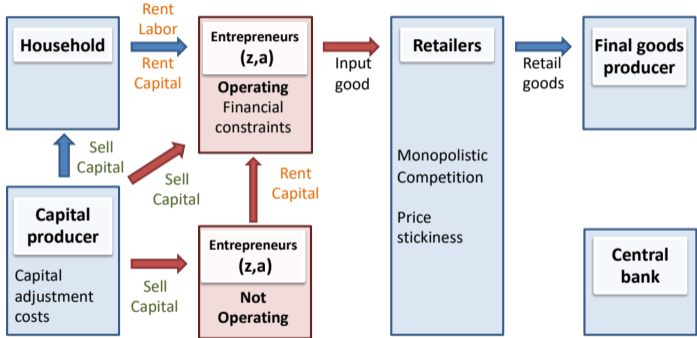 Household
Rent
Labor
Rent
Capital
Entrepreneurs
(z,a)
Operating
Financial
constraints
Input
good
Retailers
Monopolistic
Competition
Price
stickiness
Retail
goods
Final goods
producer
Sell
Capital
Sell
Capital
Rent
Capital
Capital
producer
Capital
adjustment
costs
Sell
Capital
Entrepreneurs
(z,a)
Not
Operating
Central
bank